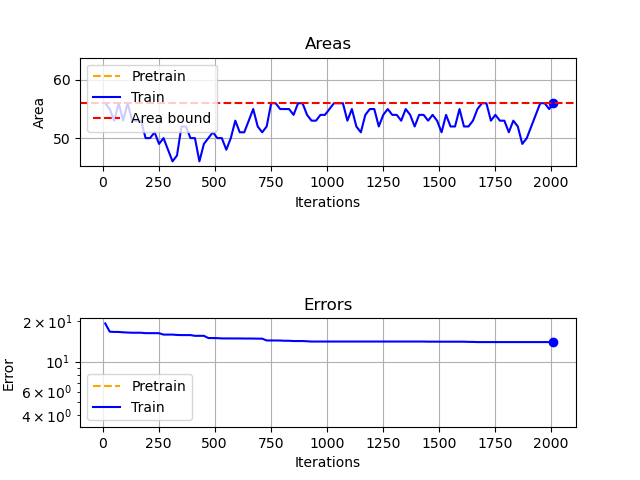 Areas
60
50
Area
Pretrain
Train
Area bound
0 250 500 750 1000 1250 1500 1750 2000
Iterations
Errors
2 × 10¹
10¹
6 × 10⁰
4 × 10⁰
Error
Pretrain
Train
0 250 500 750 1000 1250 1500 1750 2000
Iterations